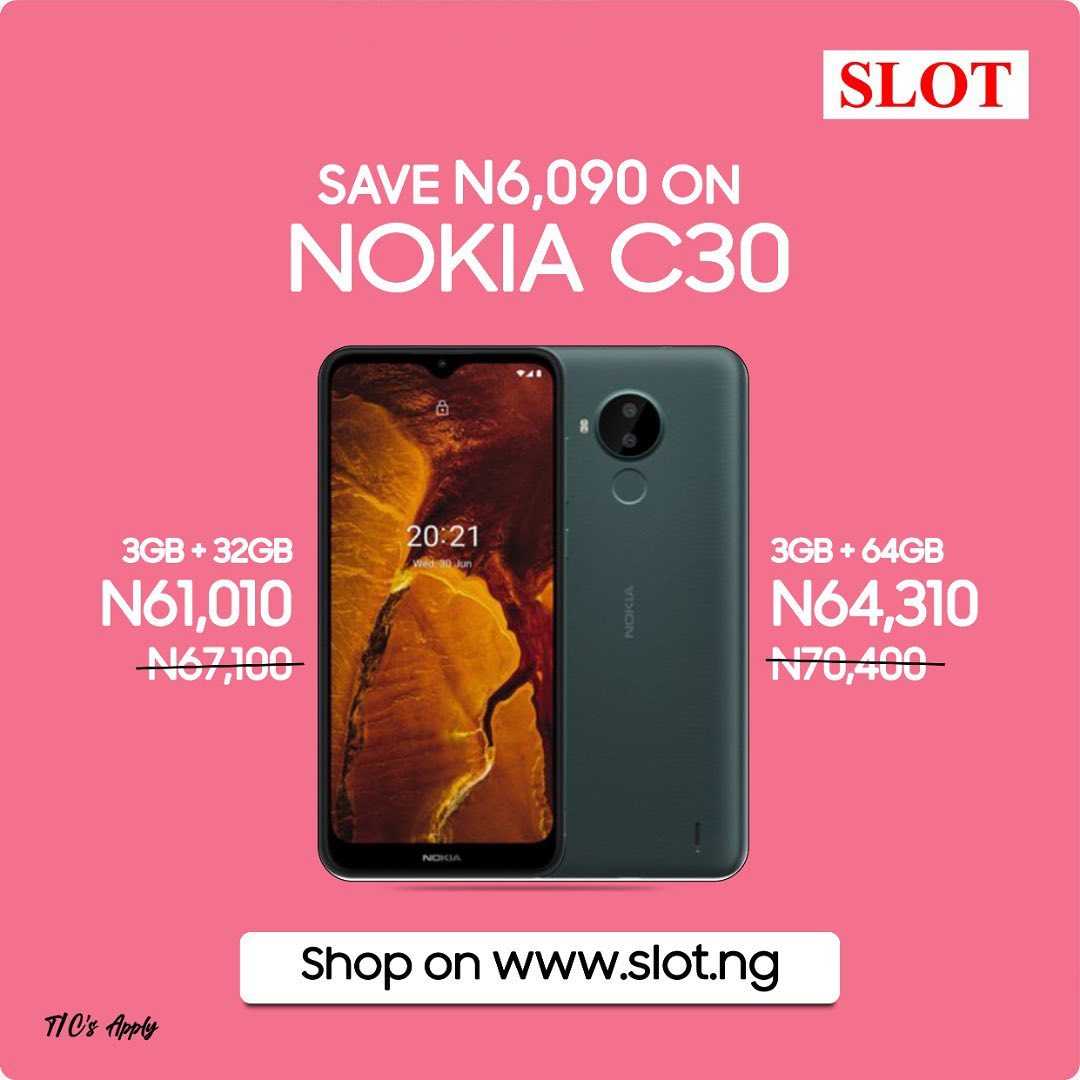 SLOT
SAVE N6,090 ON
NOKIA C30
20:21
Wed, 30 Jun
3GB + 32GB
N61,010
N67,100
3GB + 64GB
N64,310
N70,400
NOKIA
NOKIA
Shop on www.slot.ng
T/C's Apply